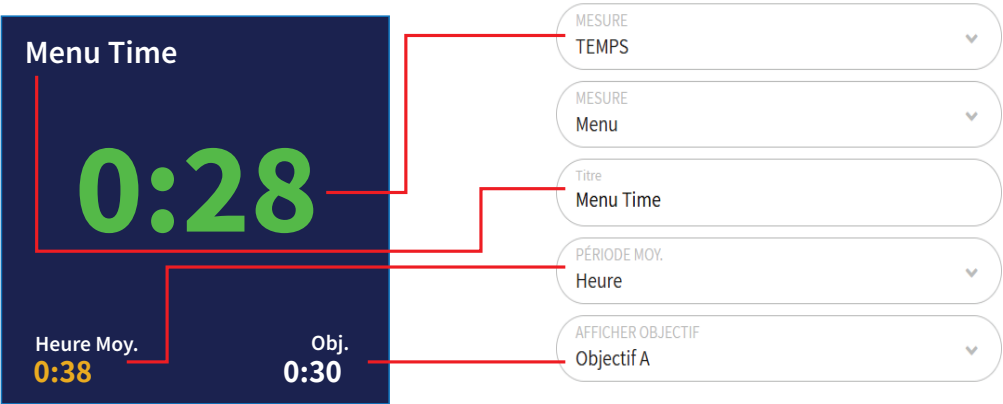 Menu Time
0:28
Heure Moy.
0:38
Obj.
0:30
MESURE
TEMPS
MESURE
Menu
Titre
Menu Time
PÉRIODE MOY.
Heure
AFFICHER OBJECTIF
Objectif A